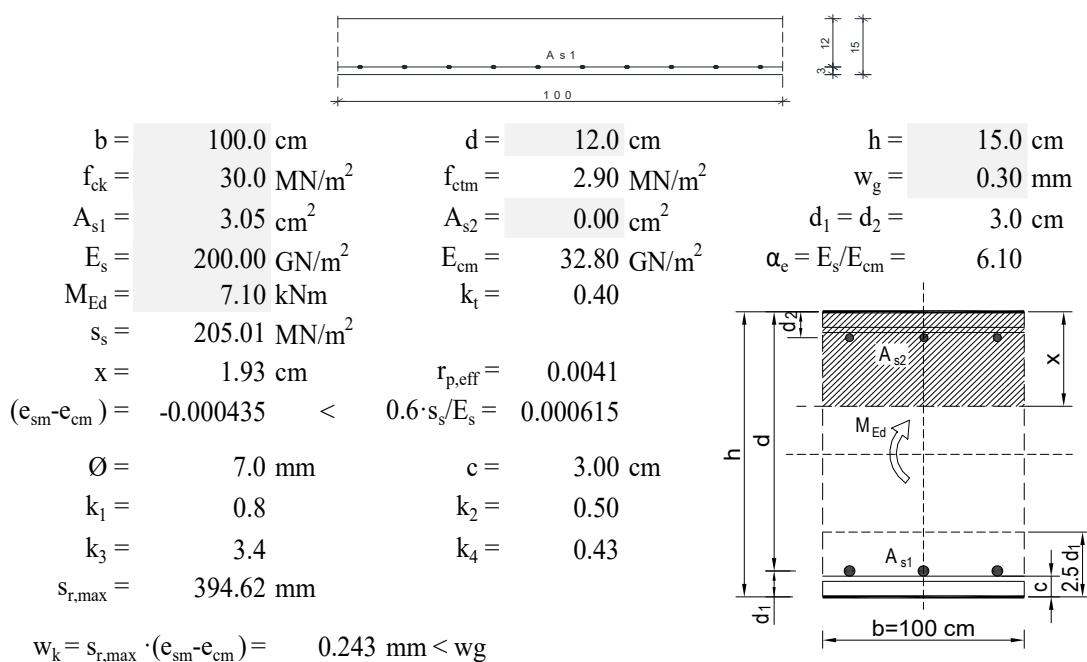 A s 1
12
15
3
100
b = 100.0 cm d = 12.0 cm h = 15.0 cm
f_ck = 30.0 MN/m² f_ctm = 2.90 MN/m² w_g = 0.30 mm
A_s1 = 3.05 cm² A_s2 = 0.00 cm² d_1 = d_2 = 3.0 cm
E_s = 200.00 GN/m² E_cm = 32.80 GN/m² α_e = E_s/E_cm = 6.10
M_Ed = 7.10 kNm k_t = 0.40
s_s = 205.01 MN/m²
x = 1.93 cm r_p,eff = 0.0041
(e_sm-e_cm) = -0.000435 < 0.6·s_s/E_s = 0.000615
Ø = 7.0 mm c = 3.00 cm
k_1 = 0.8 k_2 = 0.50
k_3 = 3.4 k_4 = 0.43
s_r,max = 394.62 mm
w_k = s_r,max ·(e_sm-e_cm) = 0.243 mm < wg
d_2
A_s2
x
M_Ed
h
d
A_s1
c
2.5 d_1
d_1
b=100 cm